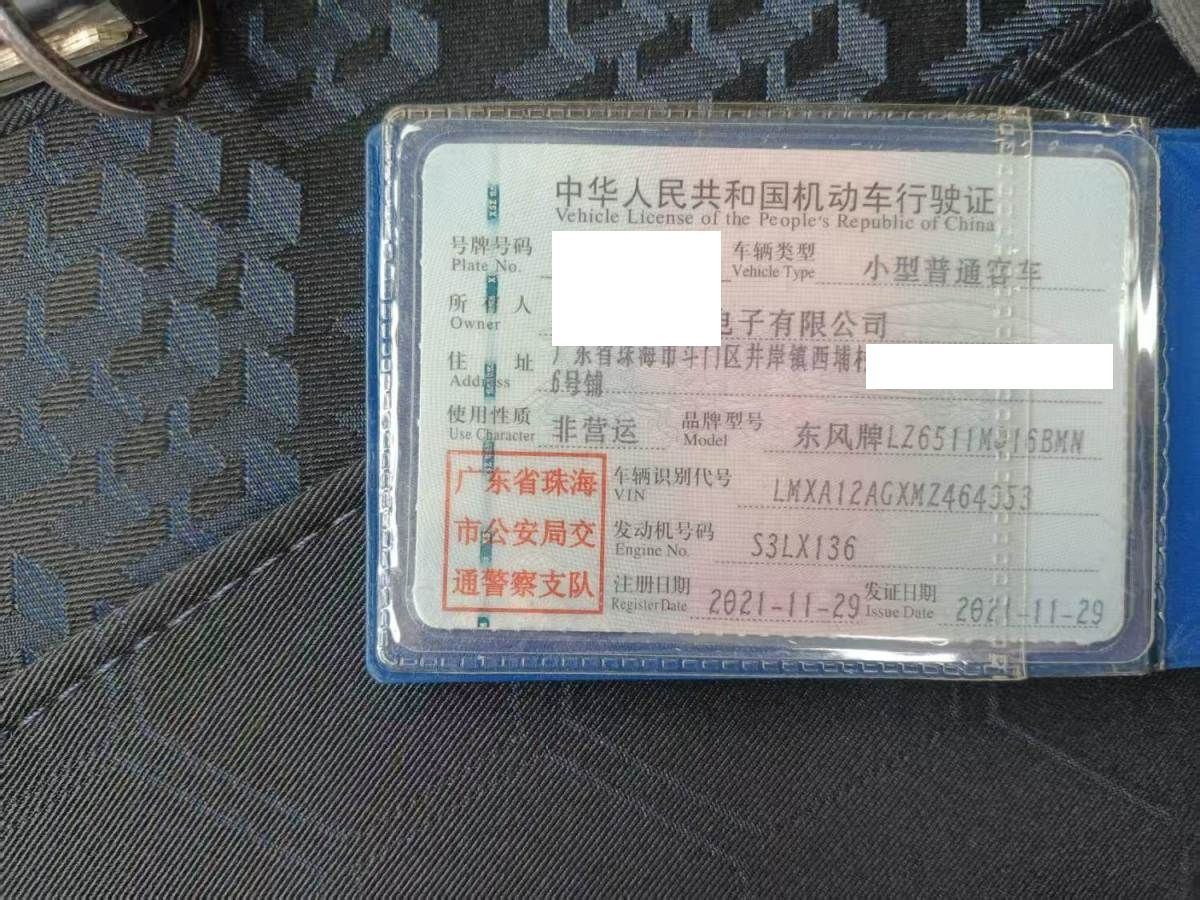 中华人民共和国机动车行驶证
Vehicle License of the People's Republic of China
号牌号码
Plate No.
车辆类型
Vehicle Type
小型普通客车
所有人
Owner
电子有限公司
住址
Address
广东省珠海市斗门区井岸镇西埔村
6号铺
使用性质
Use Character
非营运
品牌型号
Model
东风牌
车辆识别代号
VIN
广东省珠海
市公安局交
通警察支队
发动机号码
Engine No.
S3LX136
注册日期
Register Date
2021-11-29
发证日期
Issue Date
2021-11-29